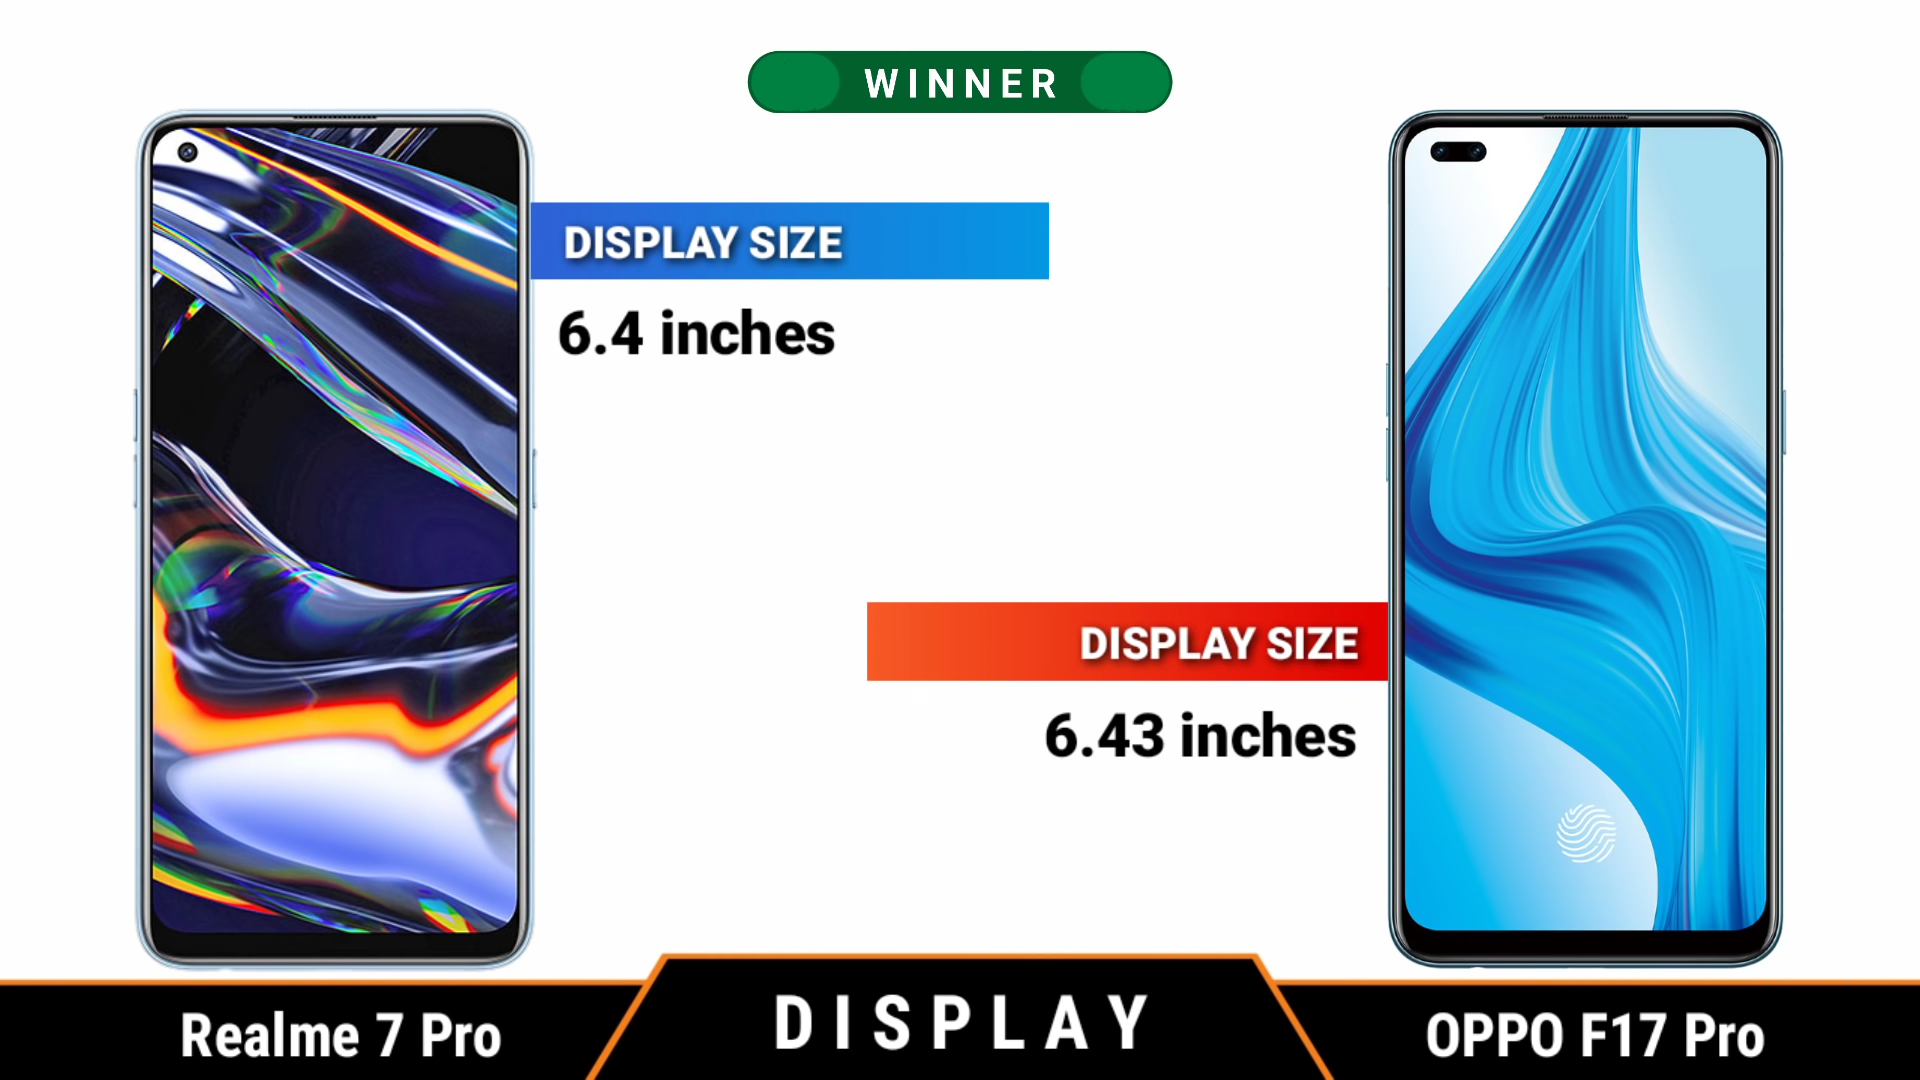 WINNER
DISPLAY SIZE
6.4 inches
DISPLAY SIZE
6.43 inches
Realme 7 Pro
DISPLAY
OPPO F17 Pro